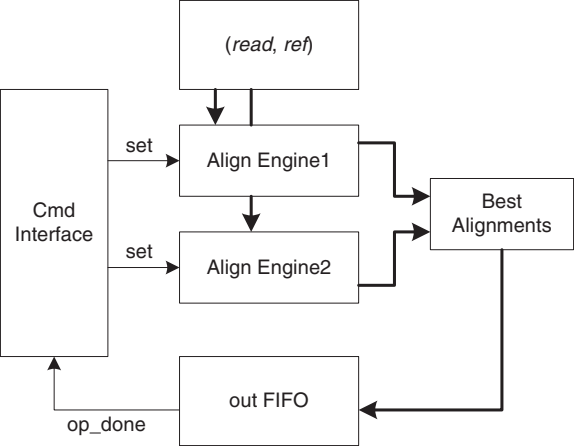 (read, ref)
set
Align Engine1
Cmd
Interface
Best
Alignments
set
Align Engine2
out FIFO
op_done